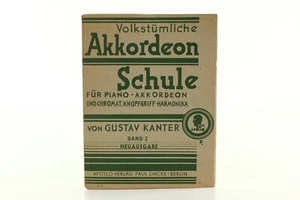 Volkstümliche
Akkordeon
Schule
FÜR PIANO-AKKORDEON
UND CHROMAT. KNOPFGRIFF-HARMONIKA
VON GUSTAV KANTER
BAND I
NEUAUSGABE
APOLLO-VERLAG PAUL LINCKE/BERLIN